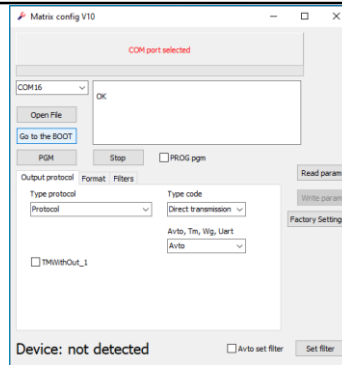 Matrix config V10
COM port selected
COM16
OK
Open File
Go to the BOOT
PGM Stop PROG pgm
Read param
Output protocol Format Filters
Type protocol Type code
Write param
Protocol Direct transmission
Factory Setting
Avto, Tm, Wg, Uart
Avto
TMWithOut_1
Device: not detected Avto set filter Set filter